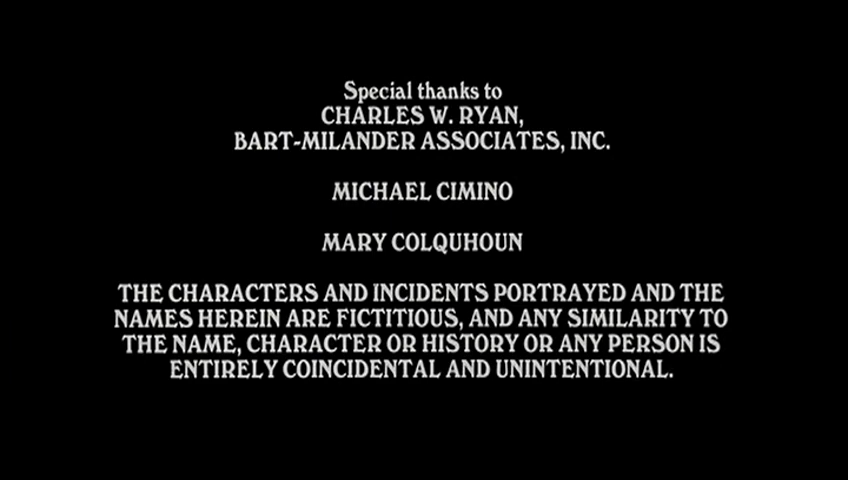 Special thanks to
CHARLES W. RYAN,
BART-MILANDER ASSOCIATES, INC.
MICHAEL CIMINO
MARY COLQUHOUN
THE CHARACTERS AND INCIDENTS PORTRAYED AND THE
NAMES HEREIN ARE FICTITIOUS, AND ANY SIMILARITY TO
THE NAME, CHARACTER OR HISTORY OR ANY PERSON IS
ENTIRELY COINCIDENTAL AND UNINTENTIONAL.